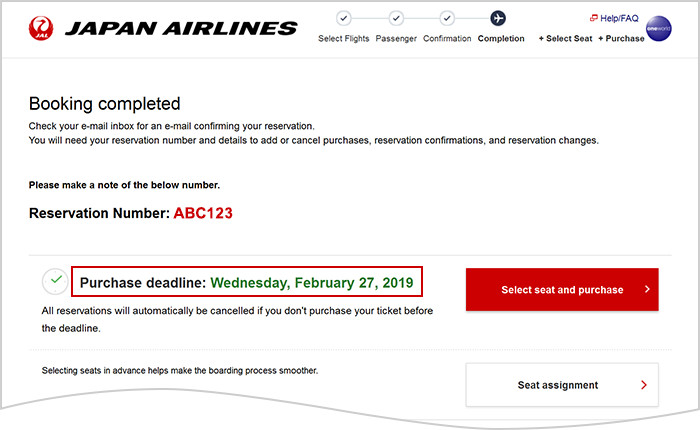 JAL JAPAN AIRLINES
Help/FAQ
oneworld
Select Flights Passenger Confirmation Completion + Select Seat + Purchase
Booking completed
Check your e-mail inbox for an e-mail confirming your reservation.
You will need your reservation number and details to add or cancel purchases, reservation confirmations, and reservation changes.
Please make a note of the below number.
Reservation Number: ABC123
Purchase deadline: Wednesday, February 27, 2019
Select seat and purchase
All reservations will automatically be cancelled if you don't purchase your ticket before
the deadline.
Selecting seats in advance helps make the boarding process smoother.
Seat assignment